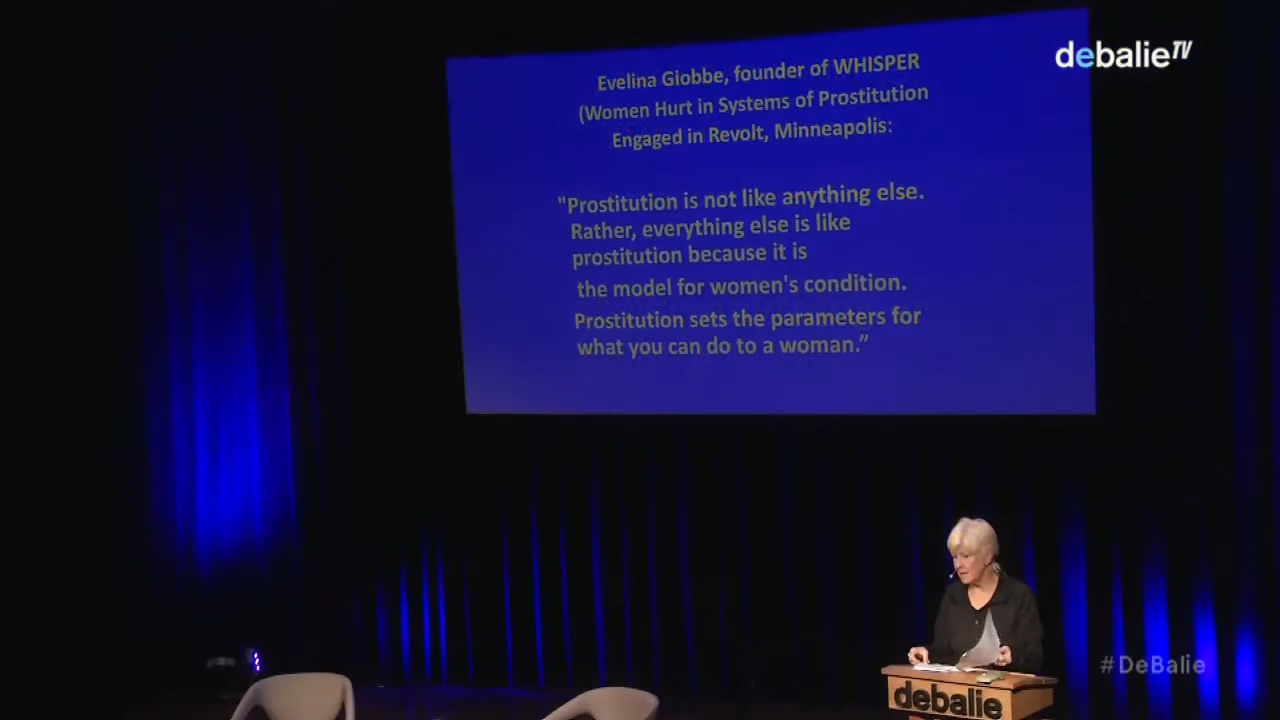 debalieTV
Evelina Giobbe, founder of WHISPER
(Women Hurt in Systems of Prostitution
Engaged in Revolt, Minneapolis:
"Prostitution is not like anything else.
Rather, everything else is like
prostitution because it is
the model for women's condition.
Prostitution sets the parameters for
what you can do to a woman.”
#DeBalie
debalie